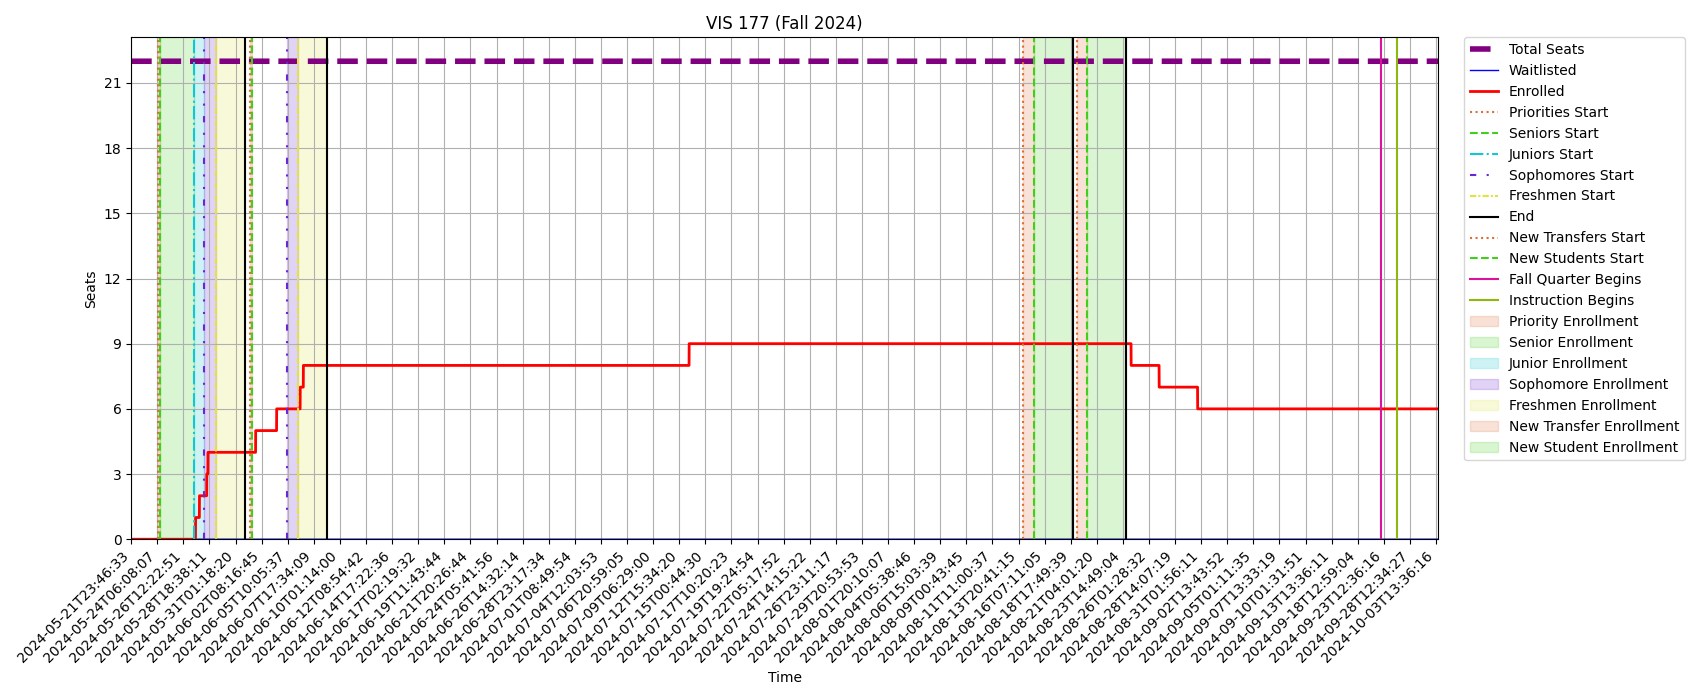 VIS 177 (Fall 2024)
21
18
15
12
9
6
3
0
Seats
2024-05-21T23:46:33
2024-05-24T06:08:07
2024-05-26T12:22:51
2024-05-28T18:38:11
2024-05-31T01:18:20
2024-06-02T08:16:45
2024-06-05T10:05:37
2024-06-07T17:34:09
2024-06-10T01:14:00
2024-06-12T08:54:42
2024-06-14T17:22:36
2024-06-17T02:19:32
2024-06-19T11:43:44
2024-06-21T20:26:44
2024-06-24T05:41:56
2024-06-26T14:32:14
2024-06-28T23:17:34
2024-07-01T08:49:54
2024-07-04T12:03:53
2024-07-06T20:59:05
2024-07-09T06:29:00
2024-07-12T15:34:20
2024-07-15T00:44:30
2024-07-17T10:20:23
2024-07-19T19:24:54
2024-07-22T05:17:52
2024-07-24T14:15:22
2024-07-26T23:11:17
2024-07-29T20:53:53
2024-08-01T20:10:07
2024-08-04T05:38:46
2024-08-06T15:03:39
2024-08-09T00:43:45
2024-08-11T11:00:37
2024-08-13T20:41:15
2024-08-16T07:11:05
2024-08-18T17:49:39
2024-08-21T04:01:20
2024-08-23T14:49:04
2024-08-26T01:28:32
2024-08-28T14:07:19
2024-08-31T01:56:11
2024-09-02T13:43:52
2024-09-05T01:11:35
2024-09-07T13:33:19
2024-09-10T01:31:51
2024-09-13T13:36:11
2024-09-18T12:59:04
2024-09-23T12:36:16
2024-09-28T12:34:27
2024-10-03T13:36:16
Time
Total Seats
Waitlisted
Enrolled
Priorities Start
Seniors Start
Juniors Start
Sophomores Start
Freshmen Start
End
New Transfers Start
New Students Start
Fall Quarter Begins
Instruction Begins
Priority Enrollment
Senior Enrollment
Junior Enrollment
Sophomore Enrollment
Freshmen Enrollment
New Transfer Enrollment
New Student Enrollment